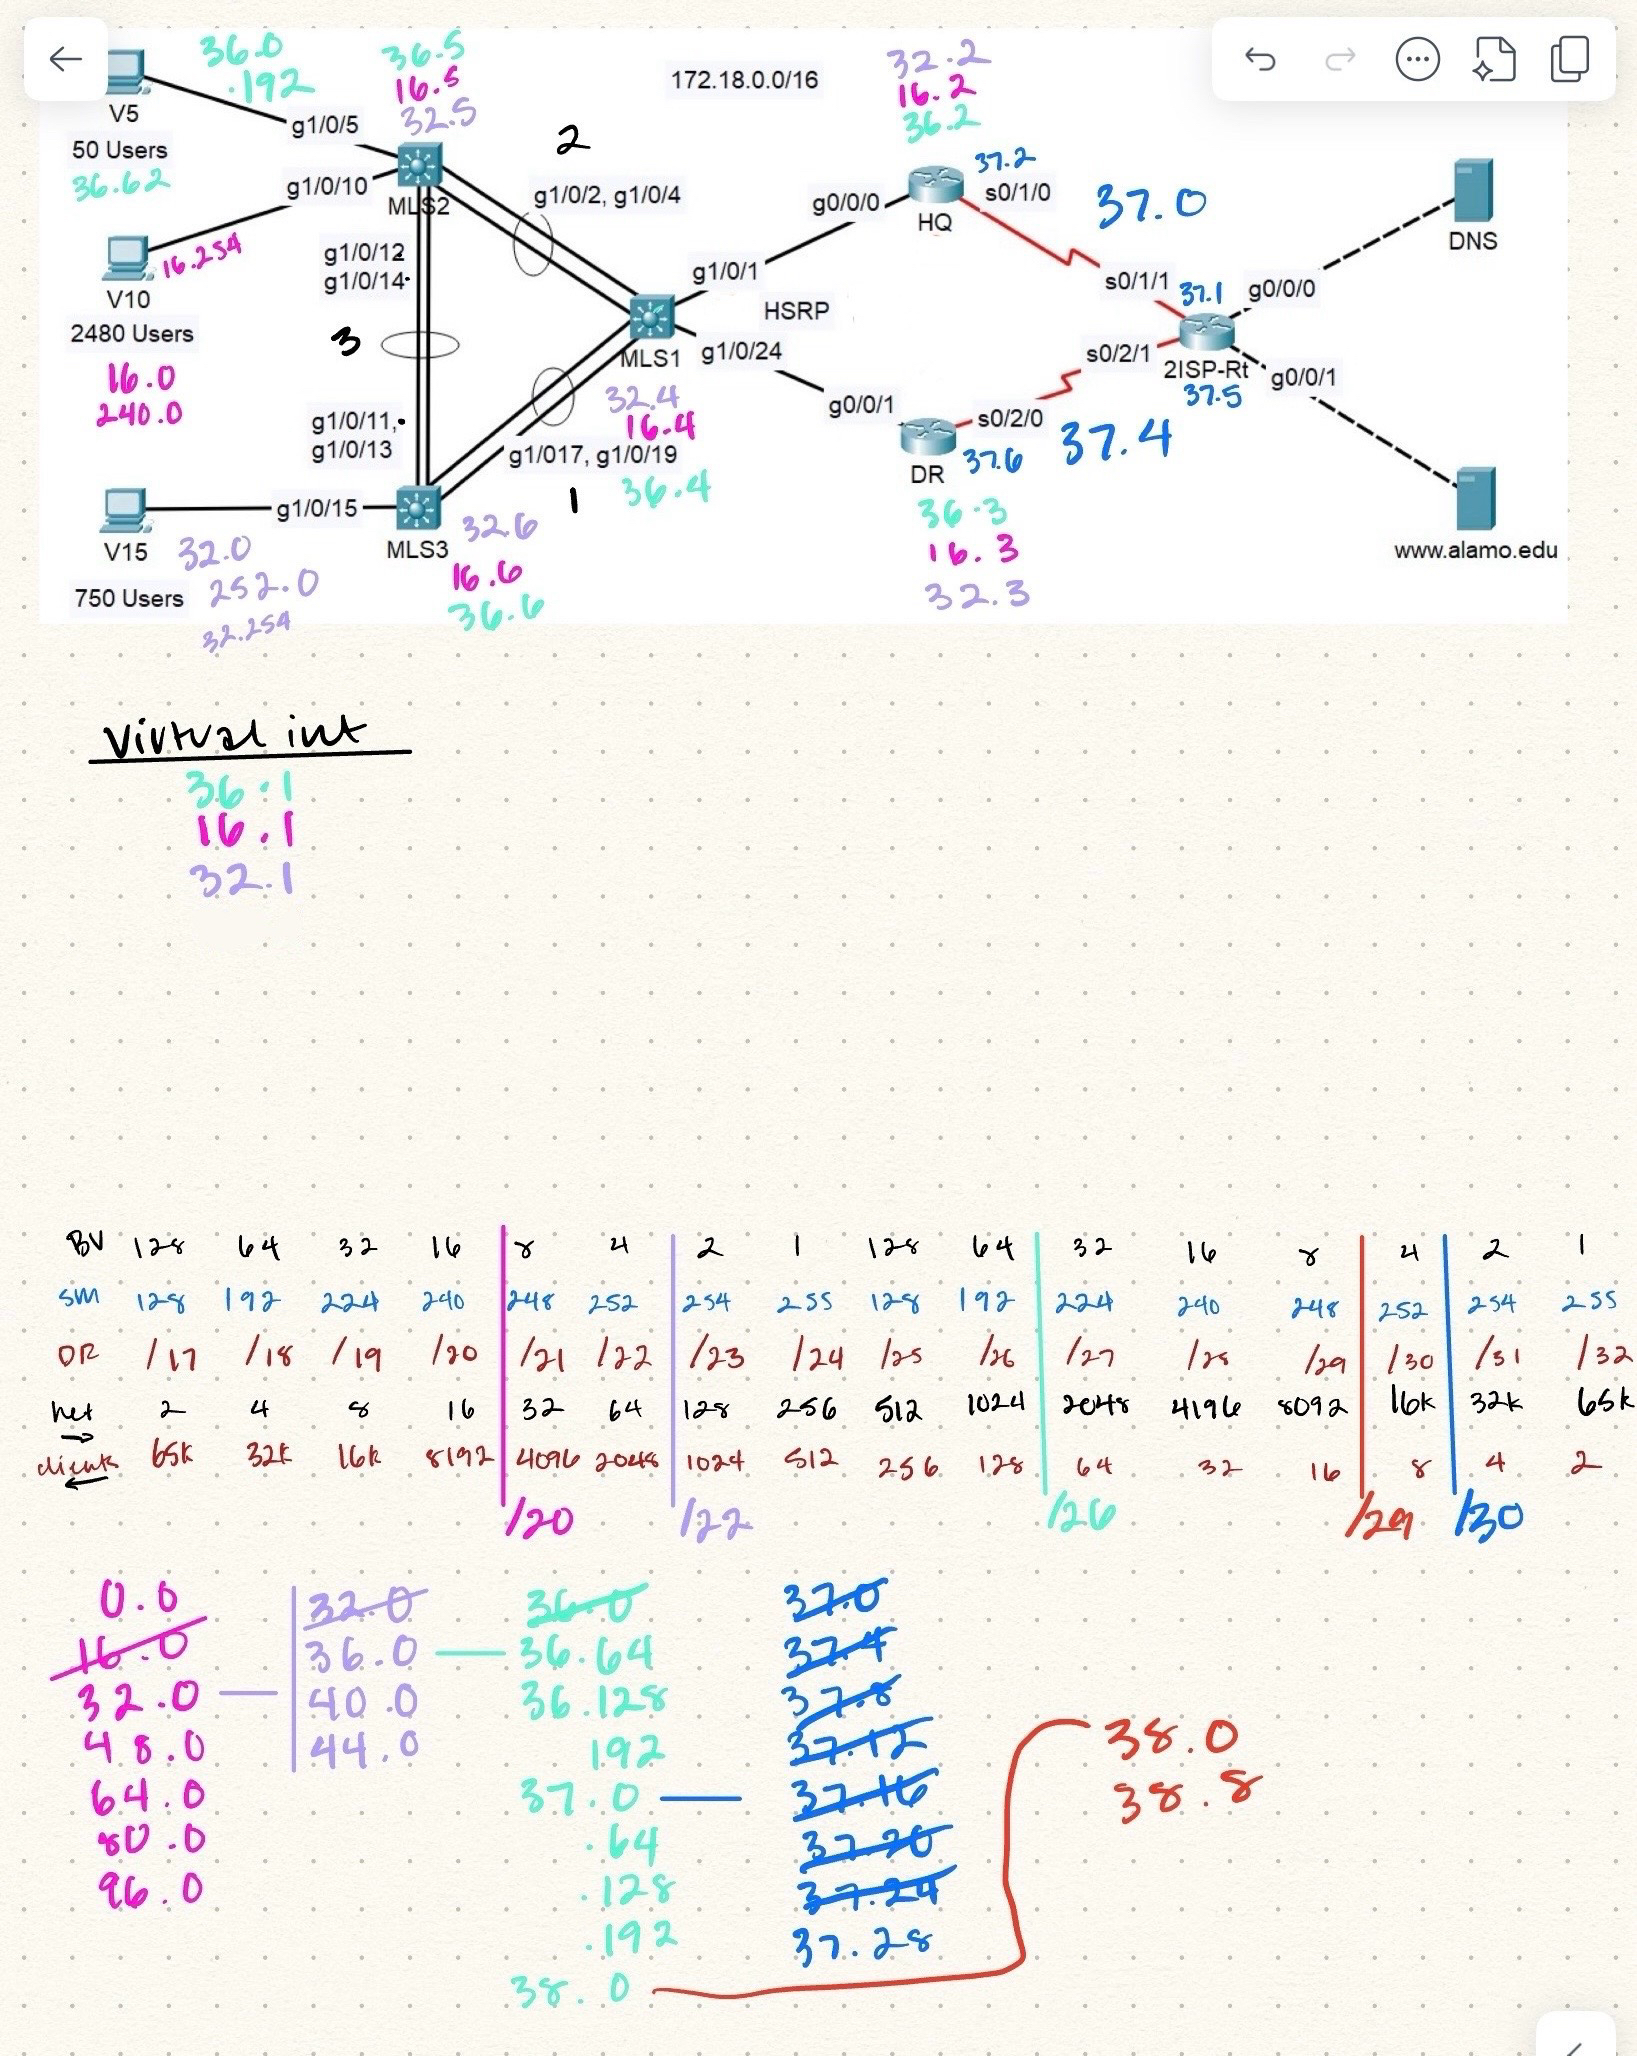 36.0
.192
V5
50 Users
36.62
g1/0/5
36.5
16.5
32.5
MLS2
g1/0/10
V10
16.254
2480 Users
16.0
240.0
172.18.0.0/16
2
g1/0/2, g1/0/4
g1/0/12
g1/0/14
3
g1/0/11,
g1/0/13
MLS1
32.4
16.4
36.4
g1/017, g1/0/19
1
g1/0/1
HSRP
g1/0/24
g0/0/0
g0/0/1
32.2
16.2
36.2
HQ
37.2
s0/1/0
37.0
s0/1/1
37.1
g0/0/0
DNS
s0/2/1
2ISP-Rt
37.5
g0/0/1
s0/2/0
37.4
DR
37.6
36.3
16.3
32.3
www.alamo.edu
V15
g1/0/15
750 Users
32.0
252.0
32.254
MLS3
32.6
16.6
36.6
Virtual int
36.1
16.1
32.1
BV 128 64 32 16 8 4 2 1 128 64 32 16 8 4 2 1
SM 128 192 224 240 248 252 254 255 128 192 224 240 248 252 254 255
OR /17 /18 /19 /20 /21 /22 /23 /24 /25 /26 /27 /28 /29 /30 /31 /32
net 2 4 8 16 32 64 128 256 512 1024 2048 4196 8092 16k 32k 65k
clients 65k 32k 16k 8192 4096 2048 1024 512 256 128 64 32 16 8 4 2
/20 /22 /26 /29 /30
0.0
16.0
32.0
48.0
64.0
80.0
96.0
32.0
36.0
40.0
44.0
36.0
36.64
36.128
192
37.0
.64
.128
.192
38.0
37.0
37.4
37.8
37.12
37.16
37.20
37.24
37.28
38.0
38.8